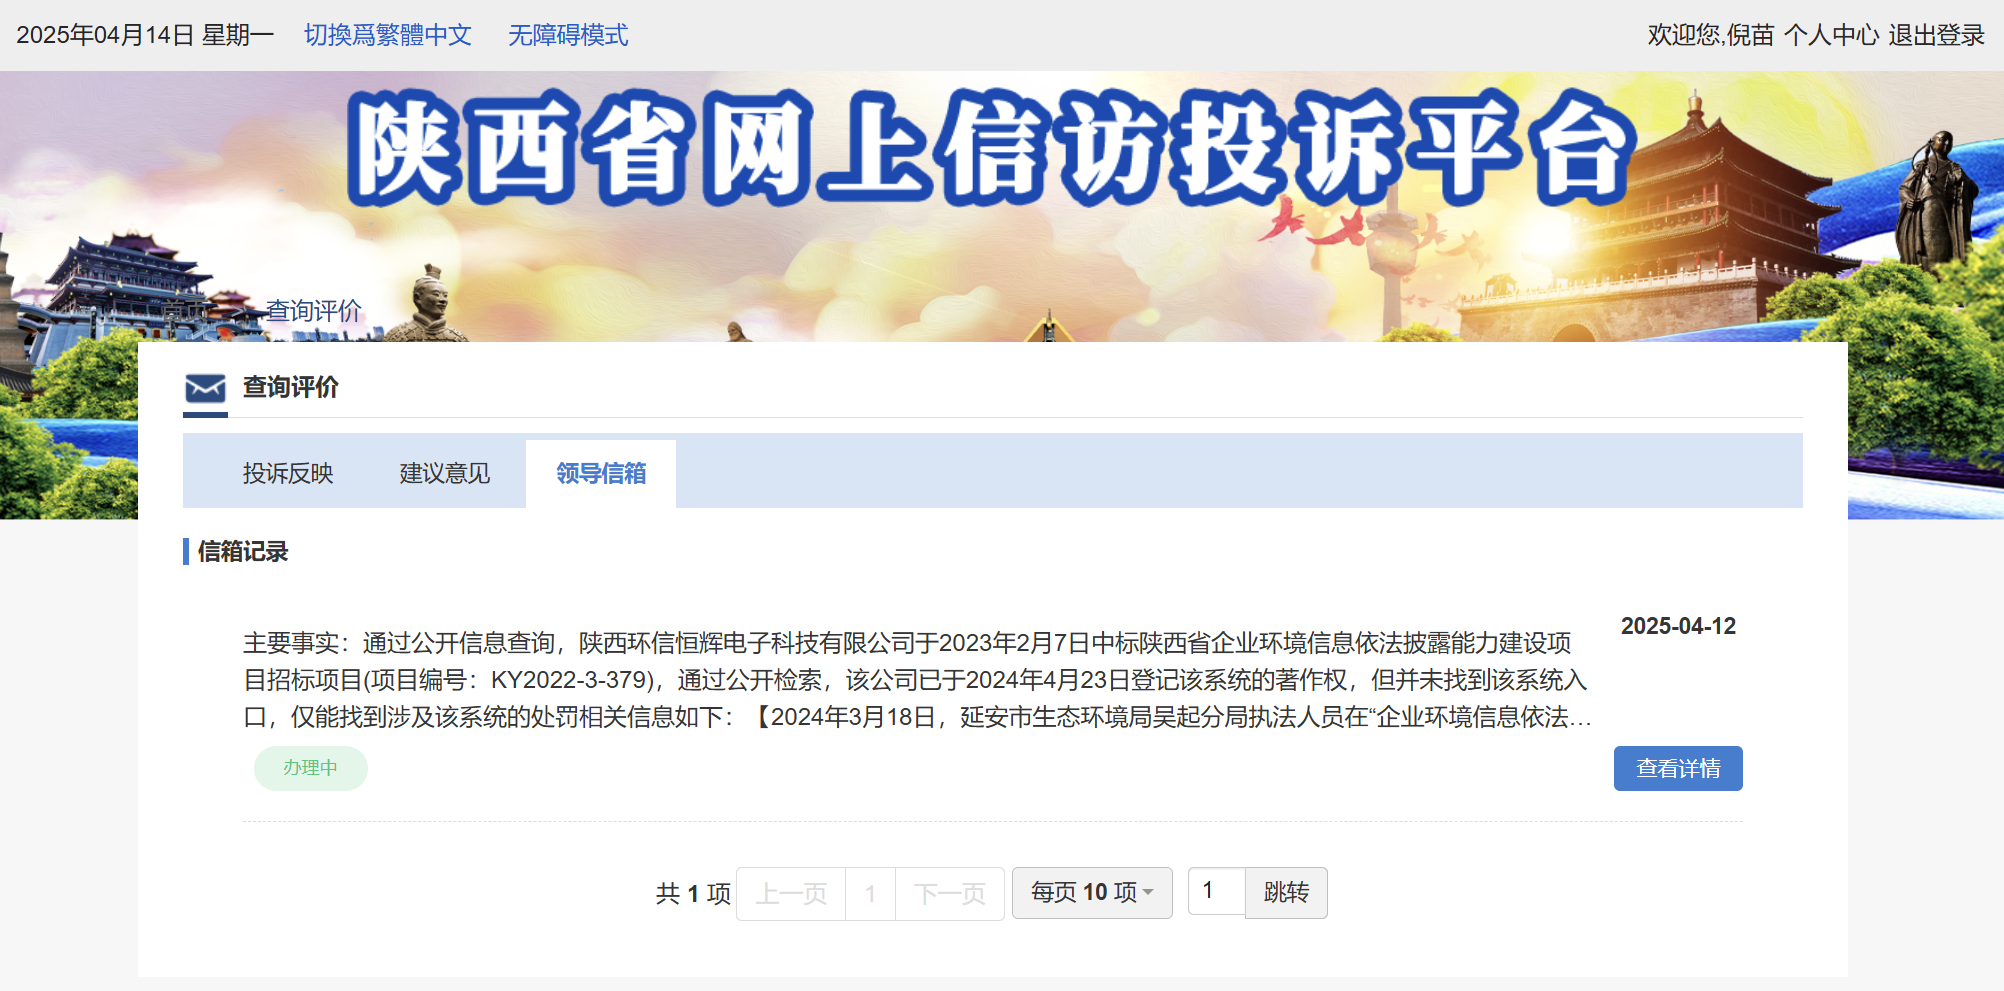 2025年04月14日 星期一 切換爲繁體中文 无障碍模式 欢迎您,倪苗 个人中心 退出登录
陕西省网上信访投诉平台
首页 查询评价
查询评价
投诉反映 建议意见 领导信箱
信箱记录
2025-04-12
主要事实：通过公开信息查询，陕西环信恒辉电子科技有限公司于2023年2月7日中标陕西省企业环境信息依法披露能力建设项
目招标项目(项目编号：KY2022-3-379)，通过公开检索，该公司已于2024年4月23日登记该系统的著作权，但并未找到该系统入
口，仅能找到涉及该系统的处罚相关信息如下：【2024年3月18日，延安市生态环境局吴起分局执法人员在“企业环境信息依法…
办理中 查看详情
共 1 项 上一页 1 下一页 每页 10 项 1 跳转